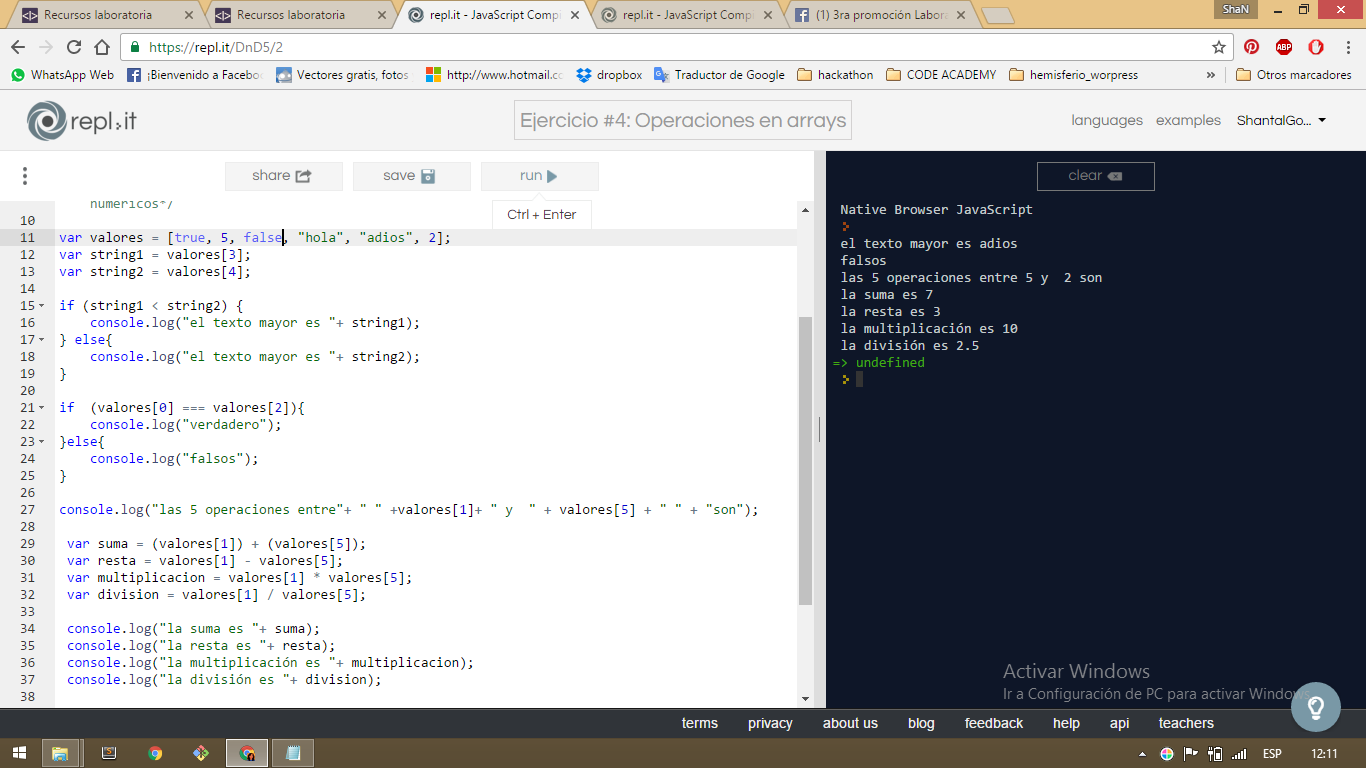 Recursos laboratoria
Recursos laboratoria
repl.it - JavaScript Compi
repl.it - JavaScript Comp
(1) 3ra promoción Labora
ShaN
https://repl.it/DnD5/2
WhatsApp Web
¡Bienvenido a Facebo
Vectores gratis, fotos
http://www.hotmail.co
dropbox
Traductor de Google
hackathon
CODE ACADEMY
hemisferio_worpress
»
Otros marcadores
repl.it
Ejercicio #4: Operaciones en arrays
languages
examples
ShantalGo...
share
save
run
clear
Ctrl + Enter
numericos*/
10
11 var valores = [true, 5, false, "hola", "adios", 2];
12 var string1 = valores[3];
13 var string2 = valores[4];
14
15 if (string1 < string2) {
16 console.log("el texto mayor es "+ string1);
17 } else{
18 console.log("el texto mayor es "+ string2);
19 }
20
21 if  (valores[0] === valores[2]){
22 console.log("verdadero");
23 }else{
24 console.log("falsos");
25 }
26
27 console.log("las 5 operaciones entre"+ " " +valores[1]+ " y  " + valores[5] + " " + "son");
28
29 var suma = (valores[1]) + (valores[5]);
30 var resta = valores[1] - valores[5];
31 var multiplicacion = valores[1] * valores[5];
32 var division = valores[1] / valores[5];
33
34 console.log("la suma es "+ suma);
35 console.log("la resta es "+ resta);
36 console.log("la multiplicación es "+ multiplicacion);
37 console.log("la división es "+ division);
38
Native Browser JavaScript
el texto mayor es adios
falsos
las 5 operaciones entre 5 y  2 son
la suma es 7
la resta es 3
la multiplicación es 10
la división es 2.5
=> undefined
Activar Windows
Ir a Configuración de PC para activar Windows.
terms
privacy
about us
blog
feedback
help
api
teachers
ESP
12:11